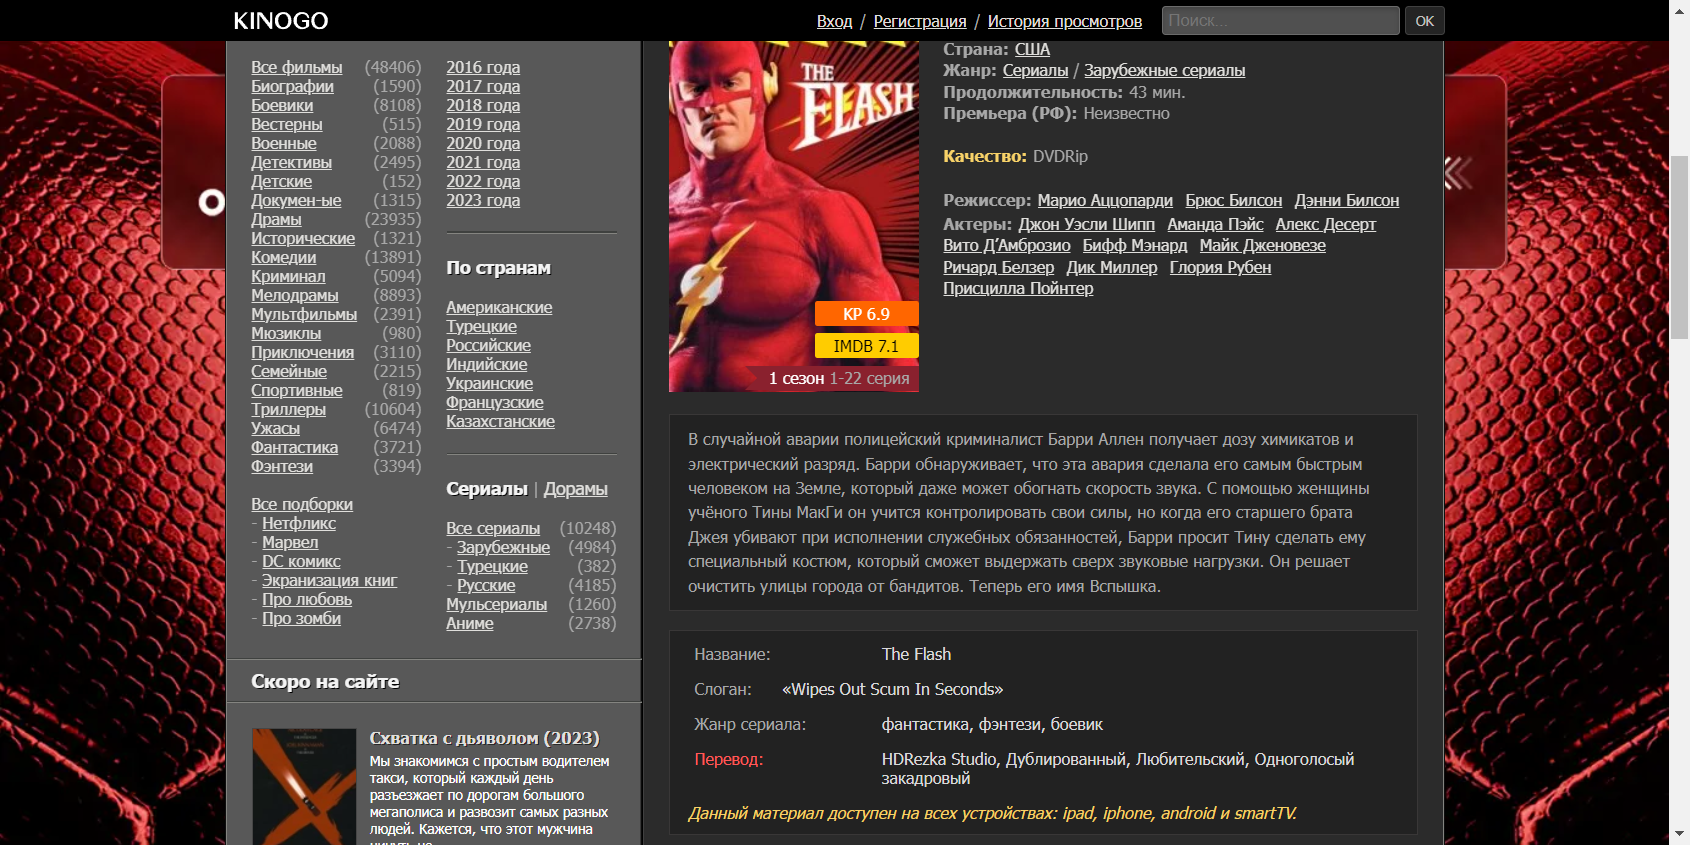 KINOGO
Вход / Регистрация / История просмотров
Поиск...
OK
Все фильмы (48406)
Биографии (1590)
Боевики (8108)
Вестерны (515)
Военные (2088)
Детективы (2495)
Детские (152)
Докумен-ые (1315)
Драмы (23935)
Исторические (1321)
Комедии (13891)
Криминал (5094)
Мелодрамы (8893)
Мультфильмы (2391)
Мюзиклы (980)
Приключения (3110)
Семейные (2215)
Спортивные (819)
Триллеры (10604)
Ужасы (6474)
Фантастика (3721)
Фэнтези (3394)
Все подборки
- Нетфликс
- Марвел
- DC комикс
- Экранизация книг
- Про любовь
- Про зомби
2016 года
2017 года
2018 года
2019 года
2020 года
2021 года
2022 года
2023 года
По странам
Американские
Турецкие
Российские
Индийские
Украинские
Французские
Казахстанские
Сериалы | Дорамы
Все сериалы (10248)
- Зарубежные (4984)
- Турецкие (382)
- Русские (4185)
Мульсериалы (1260)
Аниме (2738)
Скоро на сайте
Схватка с дьяволом (2023)
Мы знакомимся с простым водителем
такси, который каждый день
разъезжает по дорогам большого
мегаполиса и развозит самых разных
людей. Кажется, что этот мужчина
THE
FLASH
KP 6.9
IMDB 7.1
1 сезон 1-22 серия
Страна: США
Жанр: Сериалы / Зарубежные сериалы
Продолжительность: 43 мин.
Премьера (РФ): Неизвестно
Качество: DVDRip
Режиссер: Марио Аццопарди Брюс Билсон Дэнни Билсон
Актеры: Джон Уэсли Шипп Аманда Пэйс Алекс Десерт
Вито Д’Амброзио Бифф Мэнард Майк Дженовезе
Ричард Белзер Дик Миллер Глория Рубен
Присцилла Пойнтер
В случайной аварии полицейский криминалист Барри Аллен получает дозу химикатов и
электрический разряд. Барри обнаруживает, что эта авария сделала его самым быстрым
человеком на Земле, который даже может обогнать скорость звука. С помощью женщины
учёного Тины МакГи он учится контролировать свои силы, но когда его старшего брата
Джея убивают при исполнении служебных обязанностей, Барри просит Тину сделать ему
специальный костюм, который сможет выдержать сверх звуковые нагрузки. Он решает
очистить улицы города от бандитов. Теперь его имя Вспышка.
Название: The Flash
Слоган: «Wipes Out Scum In Seconds»
Жанр сериала: фантастика, фэнтези, боевик
Перевод: HDRezka Studio, Дублированный, Любительский, Одноголосый
закадровый
Данный материал доступен на всех устройствах: ipad, iphone, android и smartTV.